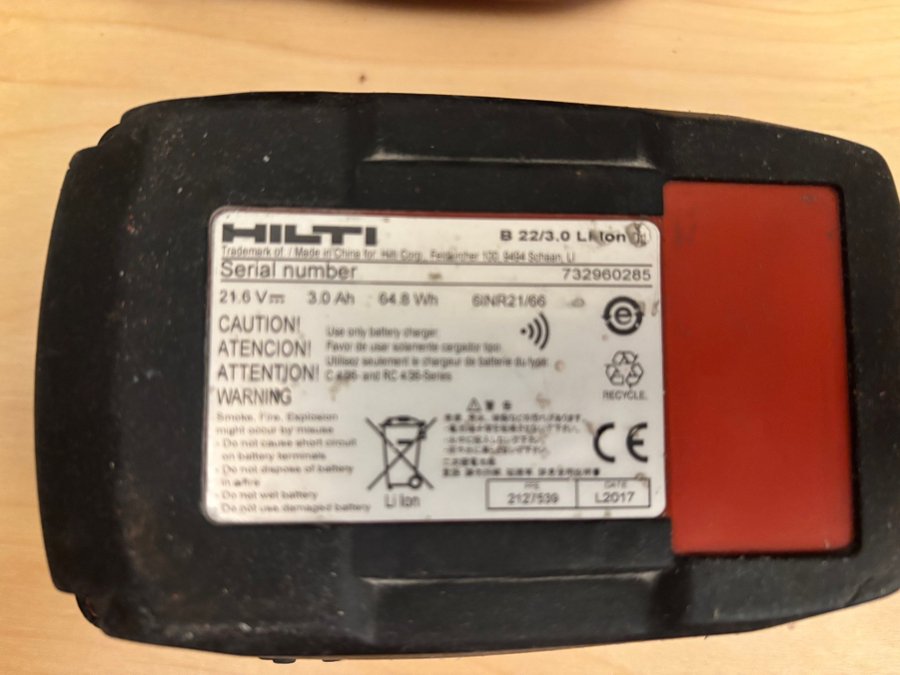 HILTI
B 22/3.0 Li-Ion
Trademark of / Made in China for Hilti Corp., Feldkircher 100, 9494 Schaan, LI
Serial number 732960285
21.6 V 3.0 Ah 64.8 Wh 6INR21/66
CAUTION!
ATENCION!
ATTENTION!
WARNING
Use only battery charger:
Favor de usar solamente cargador tipo:
Utilisez seulement le chargeur de batterie du type:
C 4/36- and RC 4/36-Series
e
RECYCLE.
Smoke, Fire, Explosion
might occur by misuse
- Do not cause short circuit
on battery terminals
- Do not dispose of battery
in a fire
- Do not wet battery
- Do not use damaged battery
Li Ion
CE
PRE
2127539
DATE
L2017